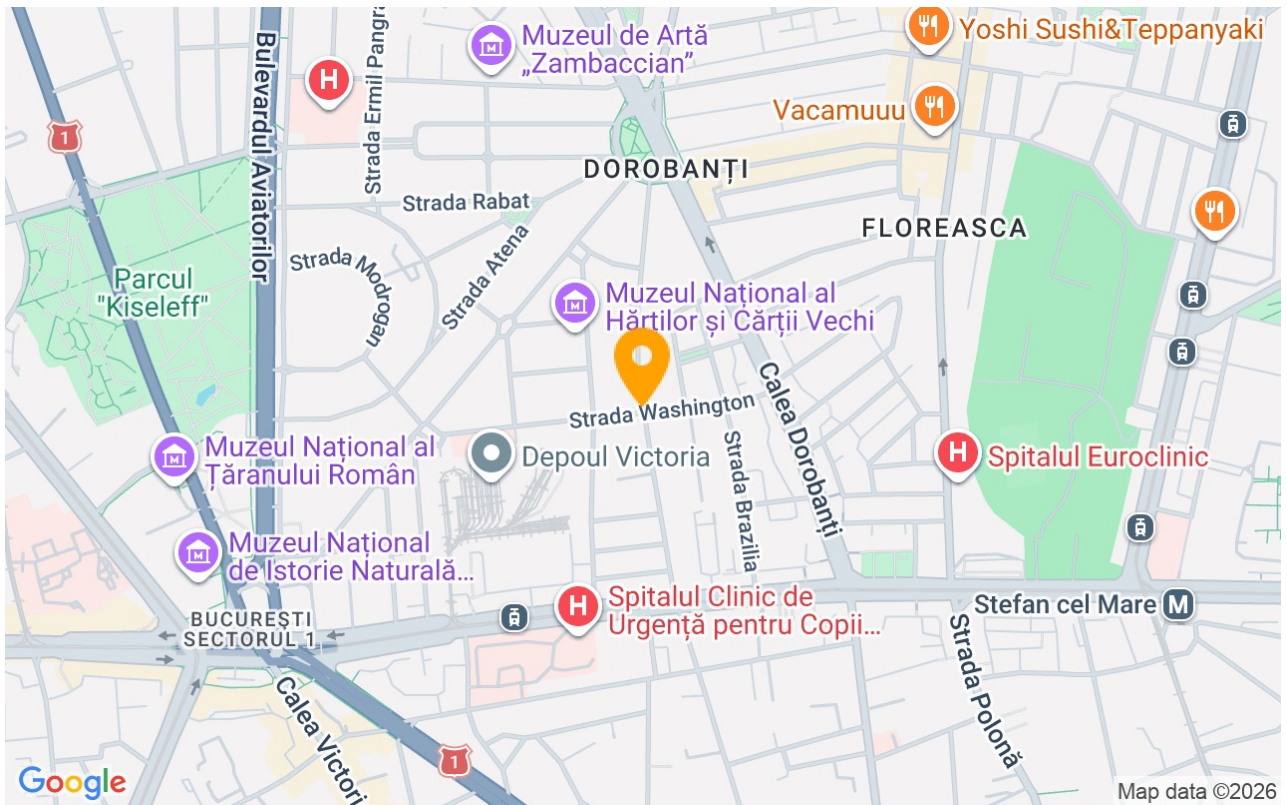 Muzeul de Artă
„Zambaccian”
Yoshi Sushi&Teppanyaki
Vacamuuu
H
1
Bulevardul Aviatorilor
Strada Ermil Pangra
DOROBANȚI
Strada Rabat
FLOREASCA
Strada Atena
Strada Modrogan
Parcul
"Kiseleff"
Muzeul Național al
Hărților și Cărții Vechi
Strada Washington
Calea Dorobanți
Strada Brazilia
Muzeul Național al
Țăranului Român
Depoul Victoria
H
Spitalul Euroclinic
Muzeul Național
de Istorie Naturală...
H
Spitalul Clinic de
Urgență pentru Copii...
Stefan cel Mare M
BUCUREȘTI
SECTORUL 1
Strada Polonă
Calea Victori
1
Google
Map data ©2026